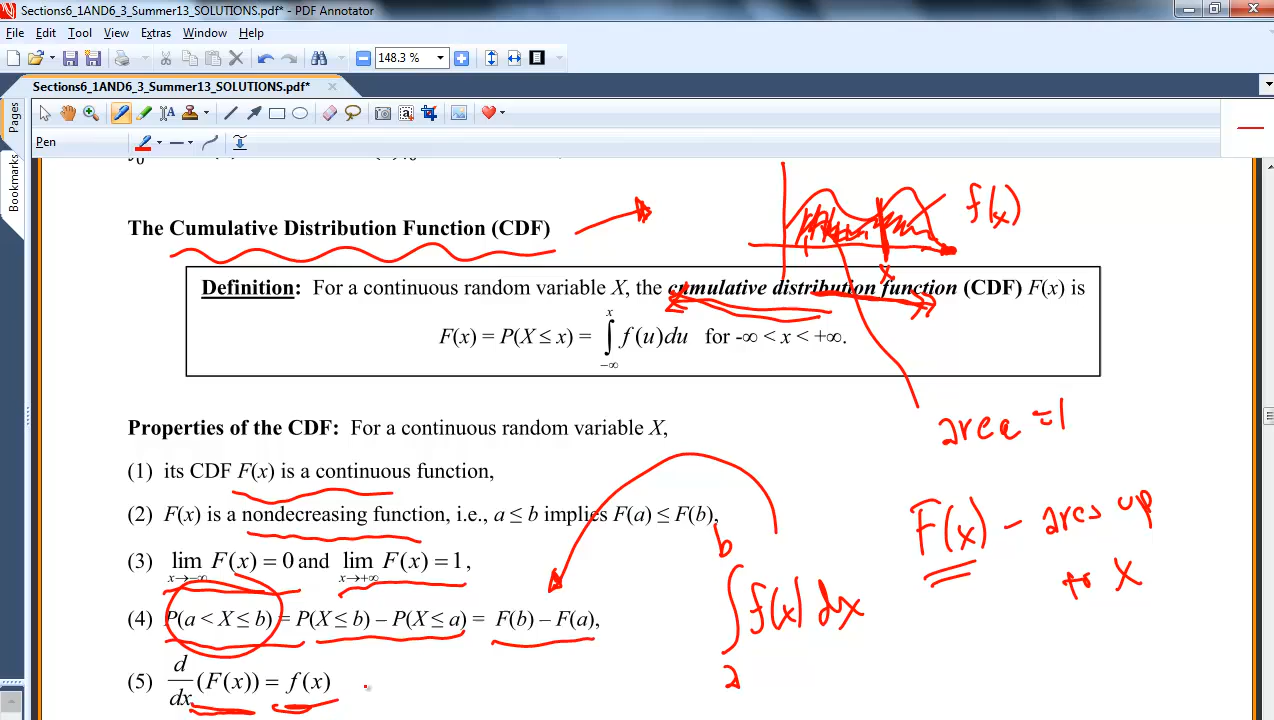 Sections6_1AND6_3_Summer13_SOLUTIONS.pdf* - PDF Annotator
File Edit Tool View Extras Window Help
148.3 %
Sections6_1AND6_3_Summer13_SOLUTIONS.pdf*
Pages
Bookmarks
Pen
The Cumulative Distribution Function (CDF)
f(x)
x
Definition: For a continuous random variable X, the cumulative distribution function (CDF) F(x) is
F(x) = P(X ≤ x) = ∫_{−∞}^{x} f(u)du for -∞ < x < +∞.
area = 1
Properties of the CDF: For a continuous random variable X,
(1) its CDF F(x) is a continuous function,
(2) F(x) is a nondecreasing function, i.e., a ≤ b implies F(a) ≤ F(b),
F(x) - area up
to X
(3) lim_{x→−∞} F(x) = 0 and lim_{x→+∞} F(x) = 1,
∫_{a}^{b} f(x) dx
(4) P(a < X ≤ b) = P(X ≤ b) – P(X ≤ a) = F(b) – F(a),
(5) d/dx (F(x)) = f(x)